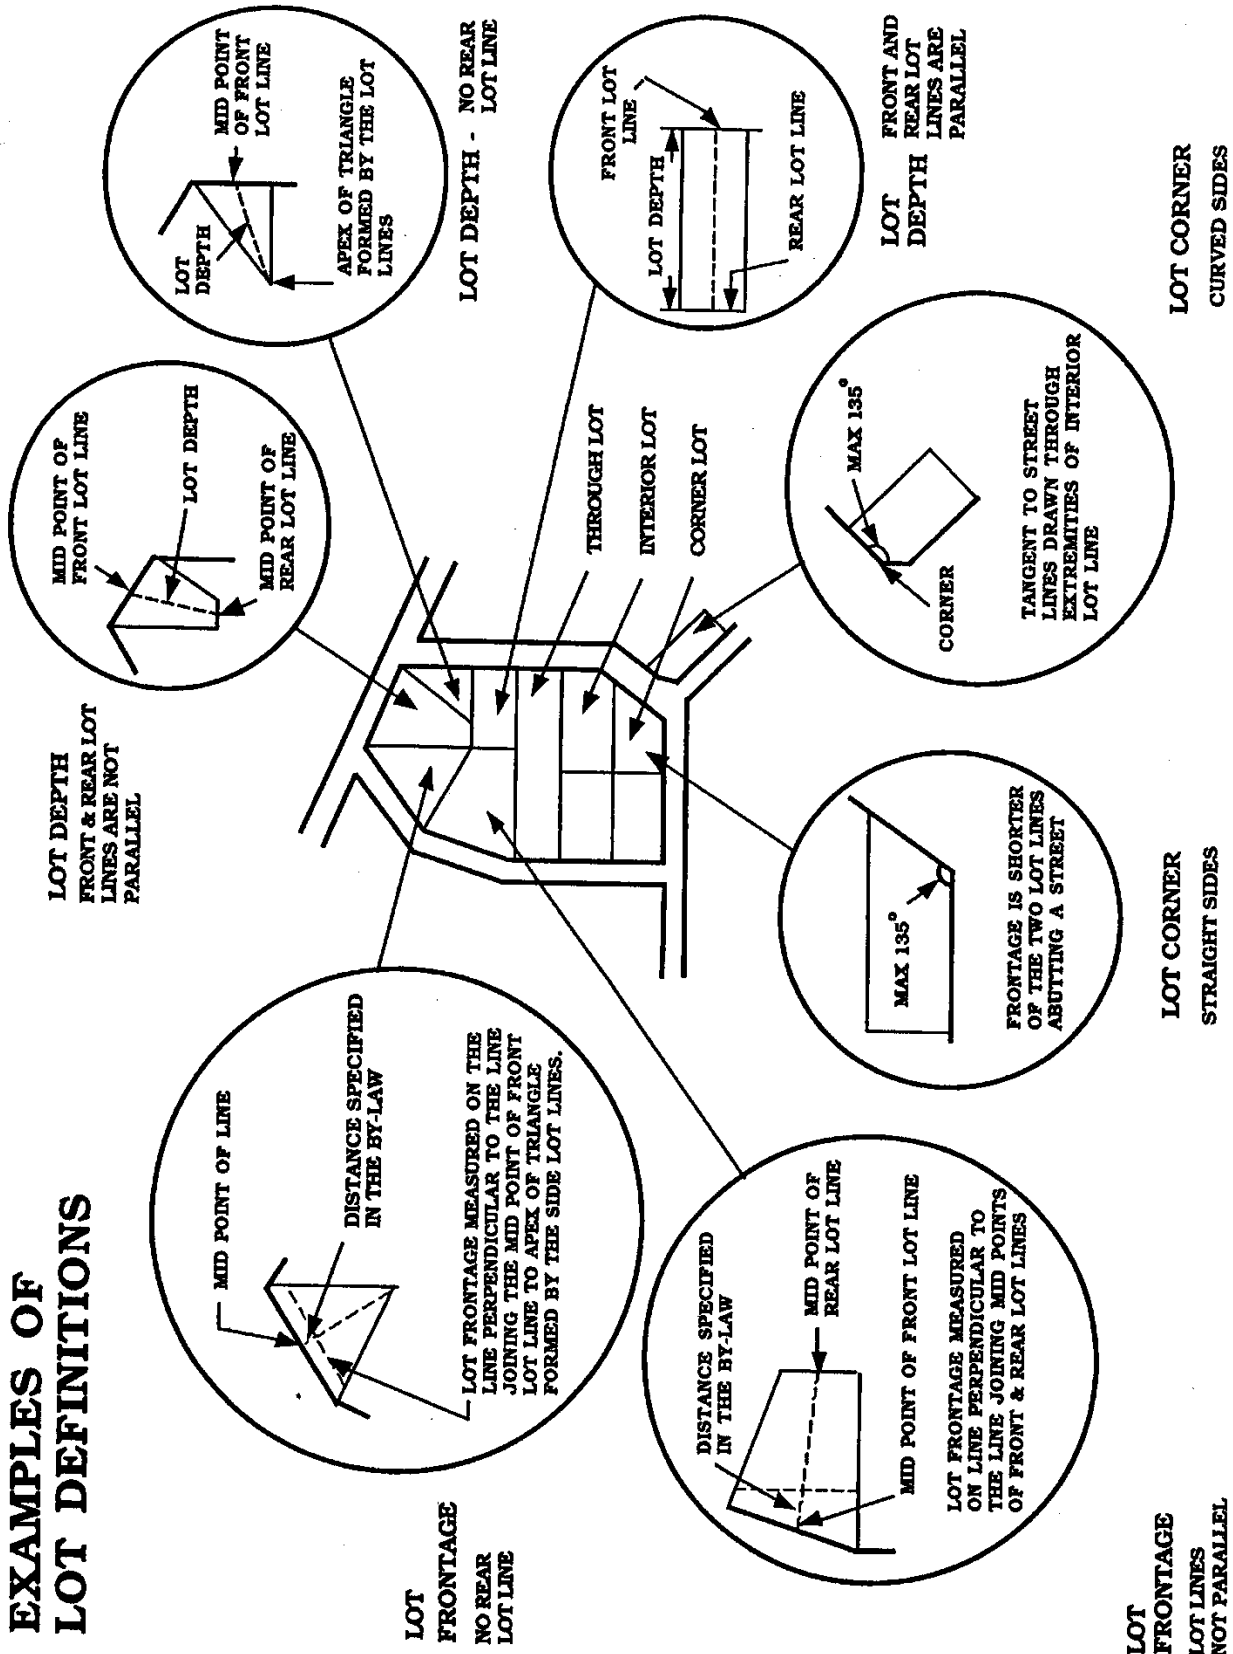 EXAMPLES OF
LOT DEFINITIONS
LOT DEPTH
FRONT & REAR LOT
LINES ARE NOT
PARALLEL
MID POINT OF
FRONT LOT LINE
LOT DEPTH
MID POINT OF
REAR LOT LINE
LOT
DEPTH
MID POINT
OF FRONT
LOT LINE
APEX OF TRIANGLE
FORMED BY THE LOT
LINES
LOT DEPTH - NO REAR
LOT LINE
MID POINT OF LINE
DISTANCE SPECIFIED
IN THE BY-LAW
LOT FRONTAGE MEASURED ON THE
LINE PERPENDICULAR TO THE LINE
JOINING THE MID POINT OF FRONT
LOT LINE TO APEX OF TRIANGLE
FORMED BY THE SIDE LOT LINES.
LOT
FRONTAGE
NO REAR
LOT LINE
THROUGH LOT
INTERIOR LOT
CORNER LOT
FRONT LOT
LINE
LOT DEPTH
REAR LOT LINE
LOT
DEPTH
FRONT AND
REAR LOT
LINES ARE
PARALLEL
DISTANCE SPECIFIED
IN THE BY-LAW
MID POINT OF
REAR LOT LINE
MID POINT OF FRONT LOT LINE
LOT FRONTAGE MEASURED
ON LINE PERPENDICULAR TO
THE LINE JOINING MID POINTS
OF FRONT & REAR LOT LINES
LOT
FRONTAGE
LOT LINES
NOT PARALLEL
MAX 135°
FRONTAGE IS SHORTER
OF THE TWO LOT LINES
ABUTTING A STREET
LOT CORNER
STRAIGHT SIDES
MAX 135°
CORNER
TANGENT TO STREET
LINES DRAWN THROUGH
EXTREMITIES OF INTERIOR
LOT LINE
LOT CORNER
CURVED SIDES